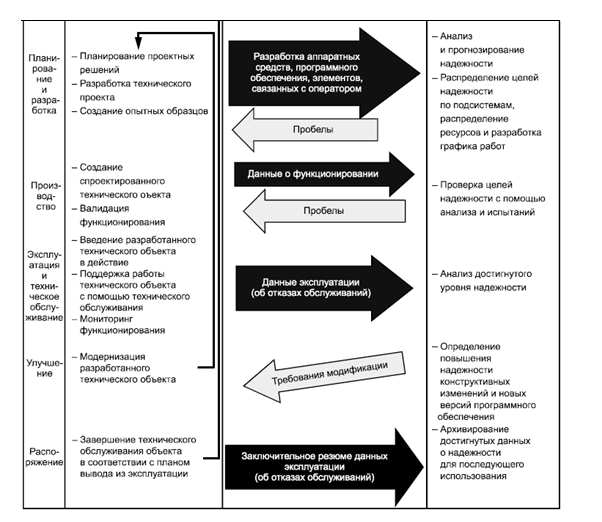 Плани-
рова-
ние
и
разра-
ботка
– Планирование проектных
решений
– Разработка технического
проекта
– Создание опытных образцов
Разработка аппаратных
средств, программного
обеспечения, элементов,
связанных с оператором
Пробелы
– Анализ
и прогнозирование
надежности
– Распределение целей
надежности
по подсистемам,
распределение
ресурсов и разработка
графика работ
Произ-
вод-
ство
– Создание
спроектированного
технического оъекта
– Валидация
функционирования
Данные о функционировании
Пробелы
– Проверка целей
надежности с помощью
анализа и испытаний
Эксплу-
атация
и
техни-
ческое
обслу-
живание
– Введение разработанного
технического объекта
в действие
– Поддержка работы
технического объекта
с помощью технического
обслуживания
– Мониторинг
функционирования
Данные эксплуатации
(об отказах обслуживаний)
– Анализ достигнутого
уровня надежности
Улучше-
ние
– Модернизация
разработанного
технического объекта
Требования модификации
– Определение
повышения
надежности
конструктивных
изменений и новых
версий программного
обеспечения
– Архивирование
достигнутых данных
о надежности
для последующего
использования
Распо-
ряжение
– Завершение технического
обслуживания объекта
в соответствии с планом
вывода из эксплуатации
Заключительное резюме данных
эксплуатации
(об отказах обслуживаний)